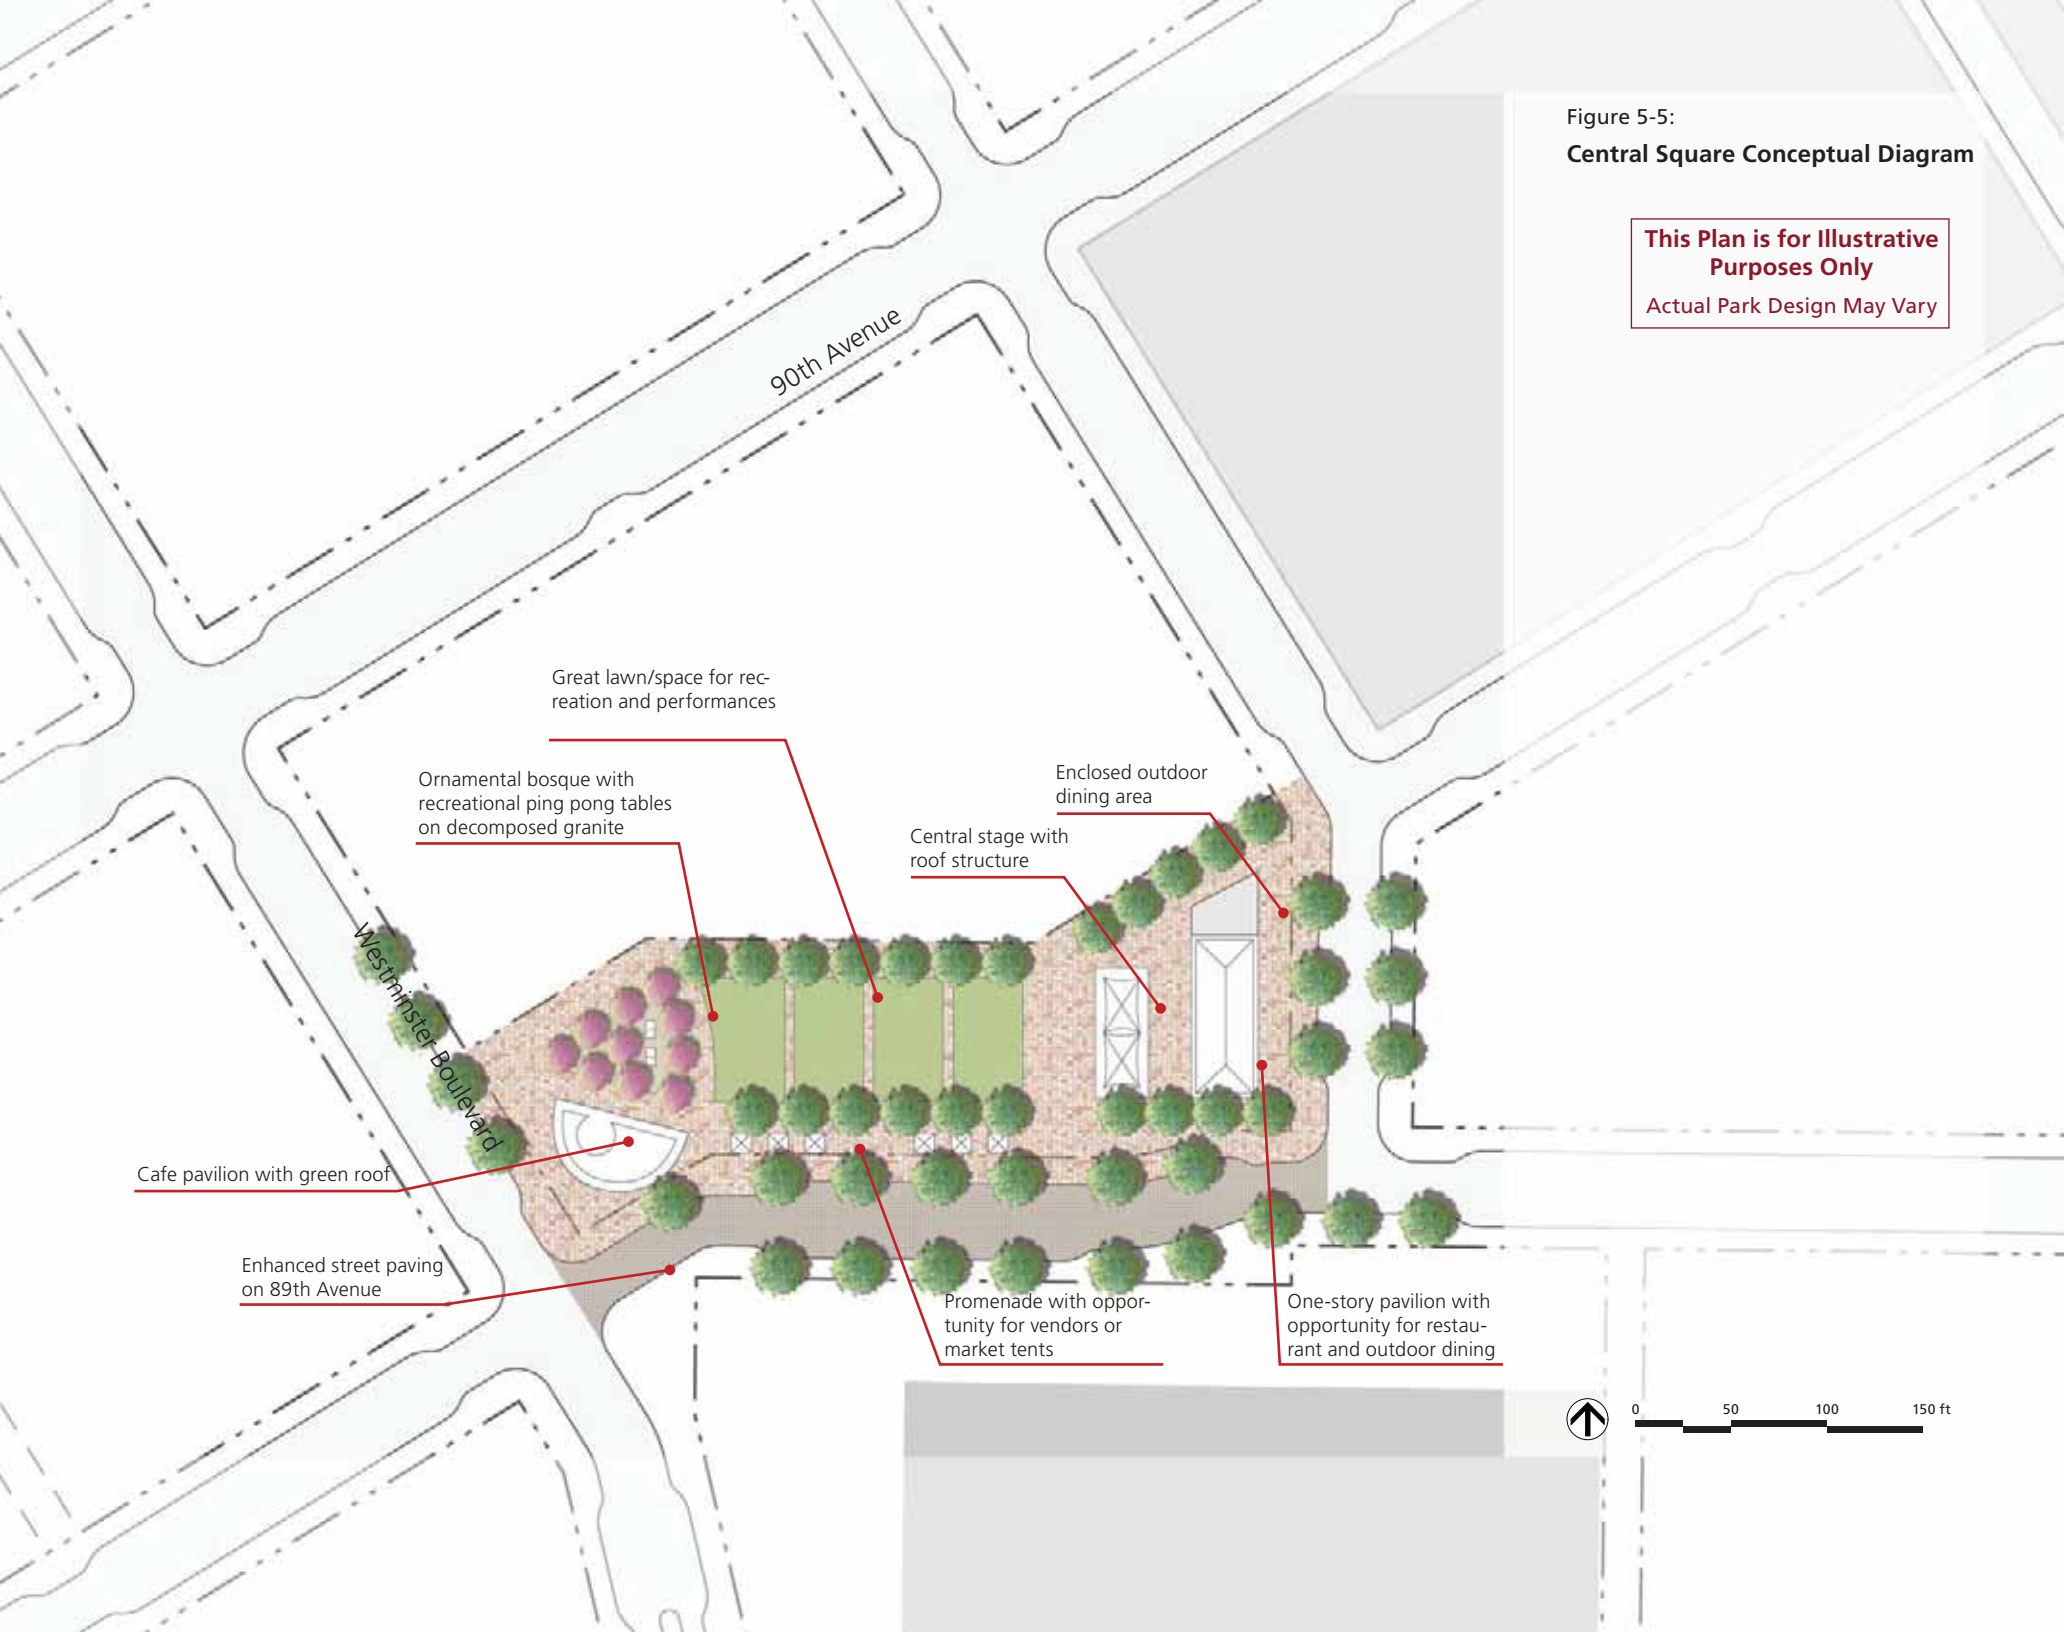 Figure 5-5:
Central Square Conceptual Diagram
This Plan is for Illustrative
Purposes Only
Actual Park Design May Vary
90th Avenue
Great lawn/space for rec-
reation and performances
Ornamental bosque with
recreational ping pong tables
on decomposed granite
Enclosed outdoor
dining area
Central stage with
roof structure
Westminster Boulevard
Cafe pavilion with green roof
Enhanced street paving
on 89th Avenue
Promenade with oppor-
tunity for vendors or
market tents
One-story pavilion with
opportunity for restau-
rant and outdoor dining
0 50 100 150 ft